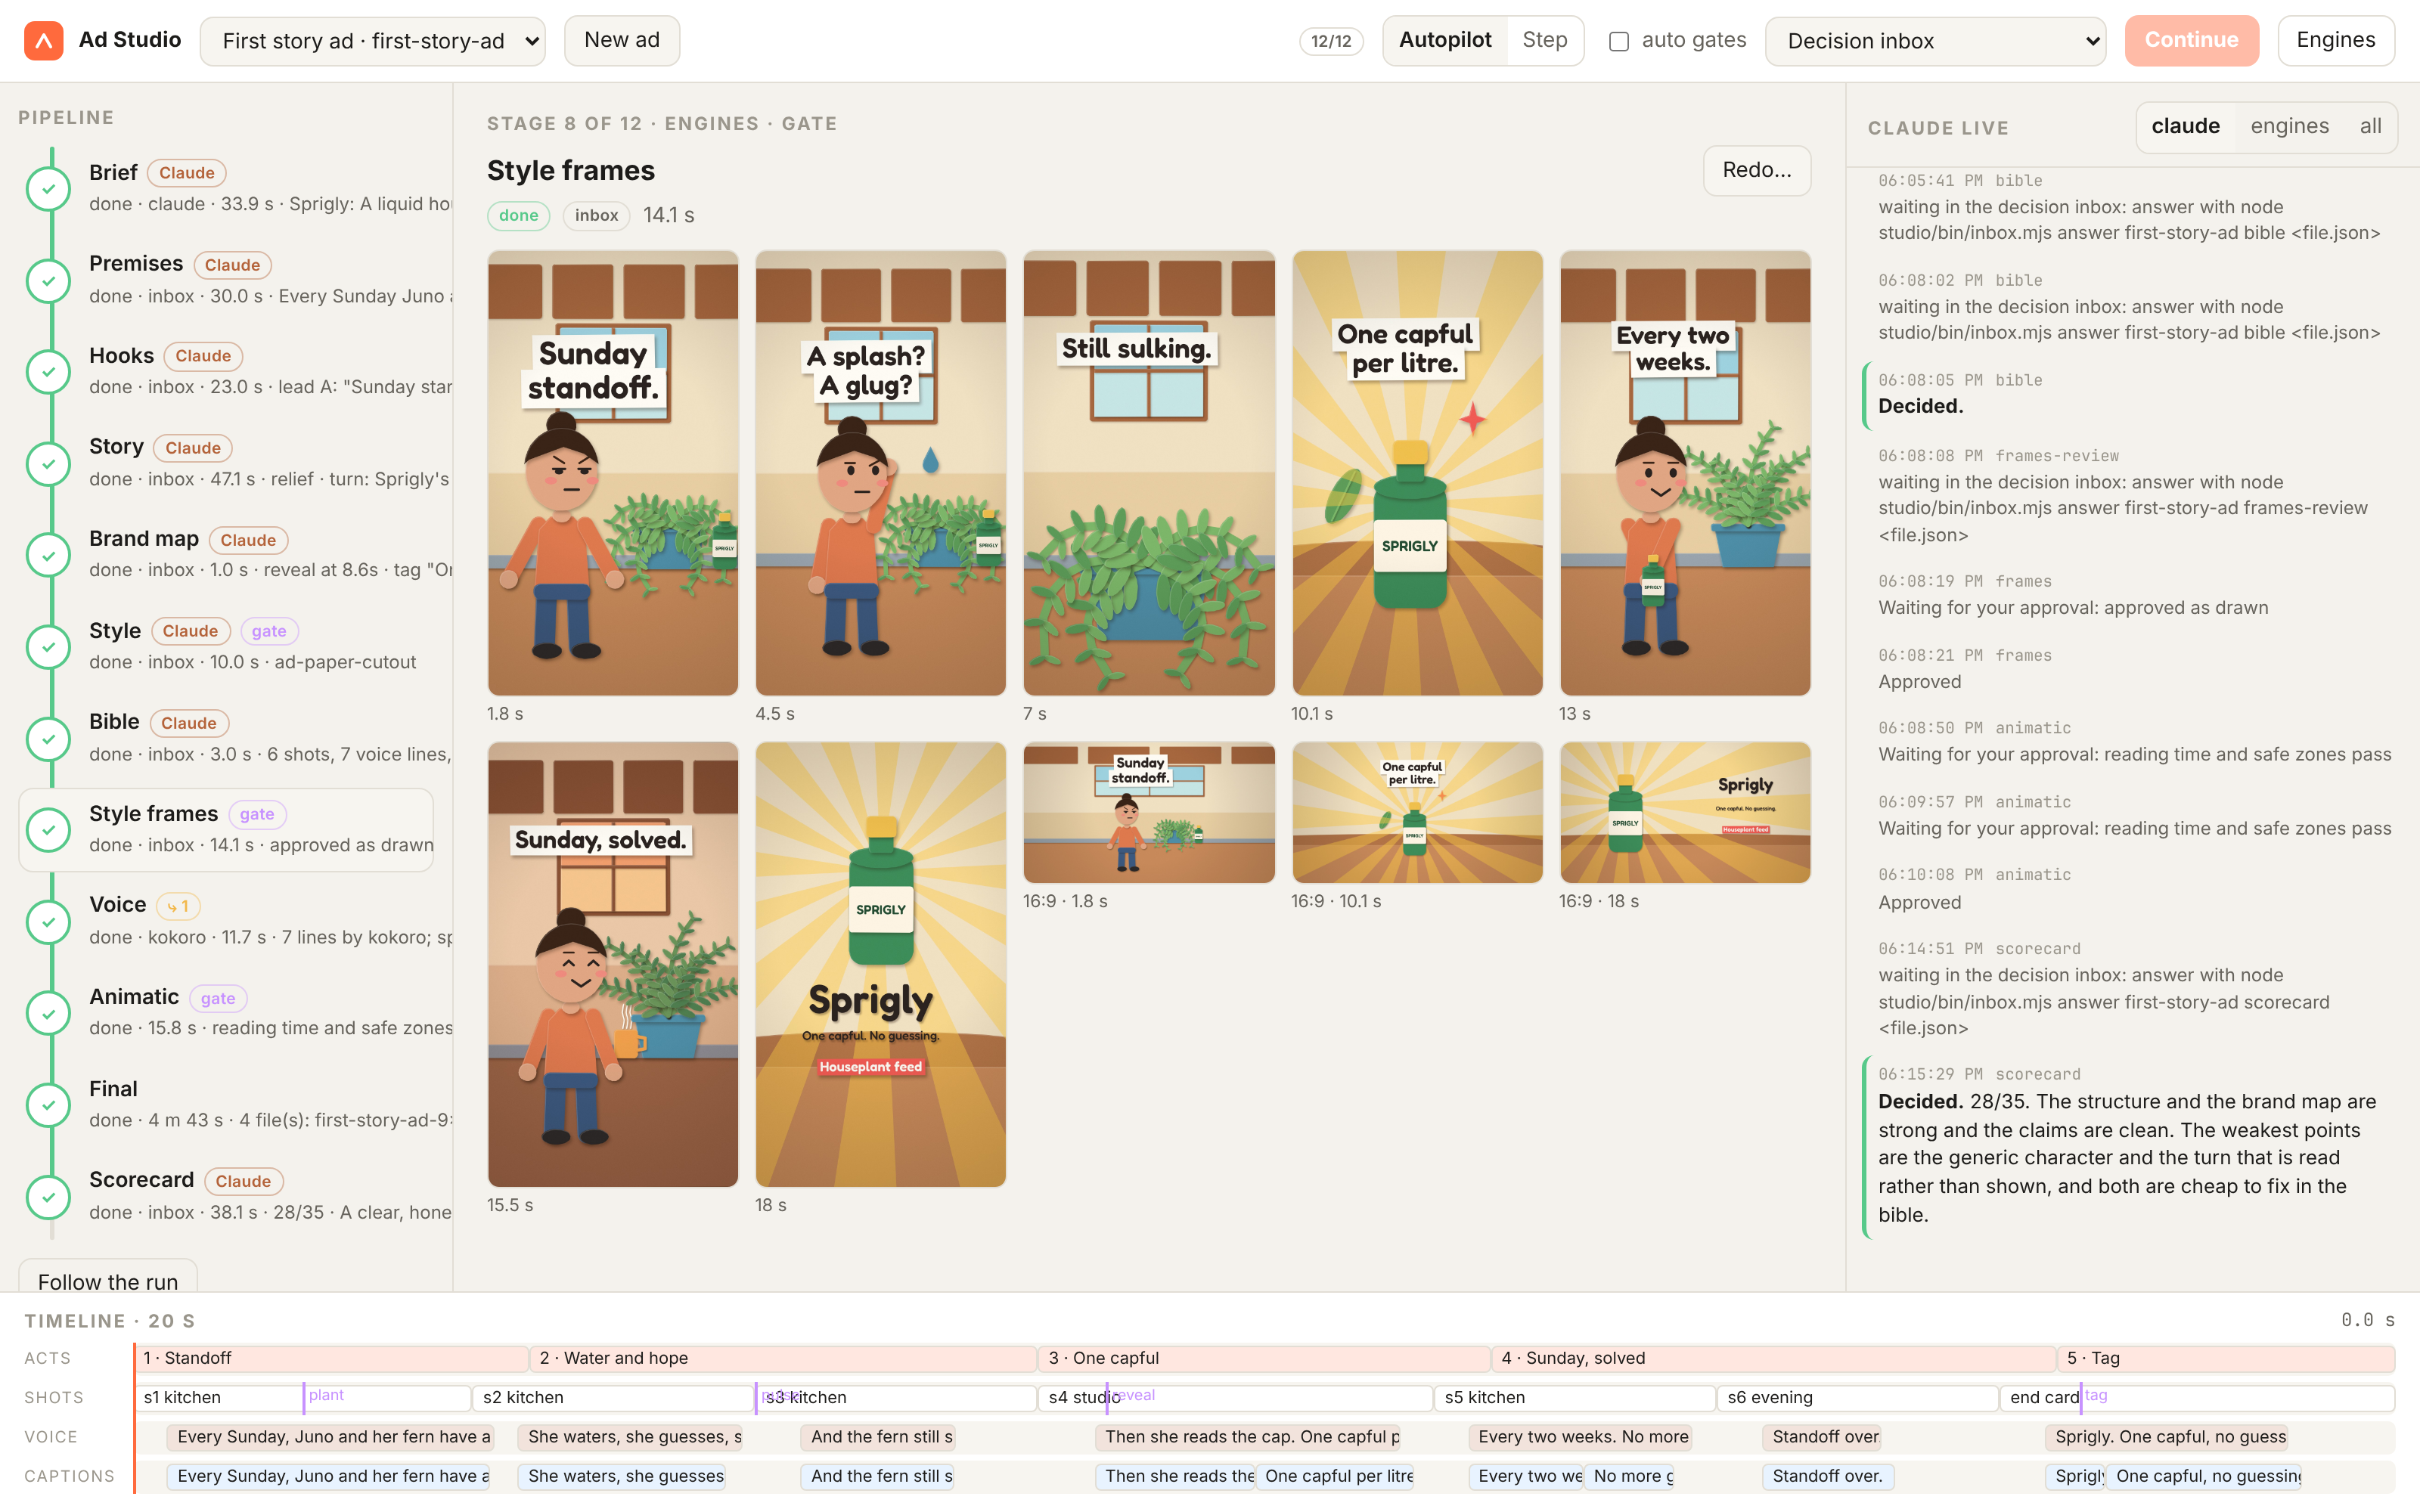 Ad Studio
First story ad · first-story-ad
New ad
12/12
Autopilot
Step
auto gates
Decision inbox
Continue
Engines
PIPELINE
Brief Claude
done · claude · 33.9 s · Sprigly: A liquid ho
Premises Claude
done · inbox · 30.0 s · Every Sunday Juno
Hooks Claude
done · inbox · 23.0 s · lead A: "Sunday star
Story Claude
done · inbox · 47.1 s · relief · turn: Sprigly's
Brand map Claude
done · inbox · 1.0 s · reveal at 8.6s · tag "Or
Style Claude gate
done · inbox · 10.0 s · ad-paper-cutout
Bible Claude
done · inbox · 3.0 s · 6 shots, 7 voice lines,
Style frames gate
done · inbox · 14.1 s · approved as drawn
Voice ↳ 1
done · kokoro · 11.7 s · 7 lines by kokoro; sp
Animatic gate
done · 15.8 s · reading time and safe zones
Final
done · 4 m 43 s · 4 file(s): first-story-ad-9
Scorecard Claude
done · inbox · 38.1 s · 28/35 · A clear, hone
Follow the run
STAGE 8 OF 12 · ENGINES · GATE
Style frames
Redo...
done
inbox
14.1 s
Sunday
standoff.
SPRIGLY
1.8 s
A splash?
A glug?
SPRIGLY
4.5 s
Still sulking.
7 s
One capful
per litre.
SPRIGLY
10.1 s
Every two
weeks.
SPRIGLY
13 s
Sunday, solved.
15.5 s
SPRIGLY
Sprigly
One capful. No guessing.
Houseplant feed
18 s
Sunday
standoff.
16:9 · 1.8 s
One capful
per litre.
SPRIGLY
16:9 · 10.1 s
SPRIGLY
Sprigly
One capful. No guessing.
Houseplant feed
16:9 · 18 s
CLAUDE LIVE
claude
engines
all
06:05:41 PM bible
waiting in the decision inbox: answer with node
studio/bin/inbox.mjs answer first-story-ad bible <file.json>
06:08:02 PM bible
waiting in the decision inbox: answer with node
studio/bin/inbox.mjs answer first-story-ad bible <file.json>
06:08:05 PM bible
Decided.
06:08:08 PM frames-review
waiting in the decision inbox: answer with node
studio/bin/inbox.mjs answer first-story-ad frames-review
<file.json>
06:08:19 PM frames
Waiting for your approval: approved as drawn
06:08:21 PM frames
Approved
06:08:50 PM animatic
Waiting for your approval: reading time and safe zones pass
06:09:57 PM animatic
Waiting for your approval: reading time and safe zones pass
06:10:08 PM animatic
Approved
06:14:51 PM scorecard
waiting in the decision inbox: answer with node
studio/bin/inbox.mjs answer first-story-ad scorecard
<file.json>
06:15:29 PM scorecard
Decided. 28/35. The structure and the brand map are
strong and the claims are clean. The weakest points
are the generic character and the turn that is read
rather than shown, and both are cheap to fix in the
bible.
TIMELINE · 20 S
0.0 s
ACTS
1 · Standoff
2 · Water and hope
3 · One capful
4 · Sunday, solved
5 · Tag
SHOTS
s1 kitchen
plant
s2 kitchen
s3 kitchen
s4 studio
reveal
s5 kitchen
s6 evening
end card
tag
VOICE
Every Sunday, Juno and her fern have a
She waters, she guesses, s
And the fern still s
Then she reads the cap. One capful p
Every two weeks. No more
Standoff over
Sprigly. One capful, no guess
CAPTIONS
Every Sunday, Juno and her fern have a
She waters, she guesses
And the fern still s
Then she reads the
One capful per litre
Every two we
No more g
Standoff over.
Sprigly
One capful, no guessing